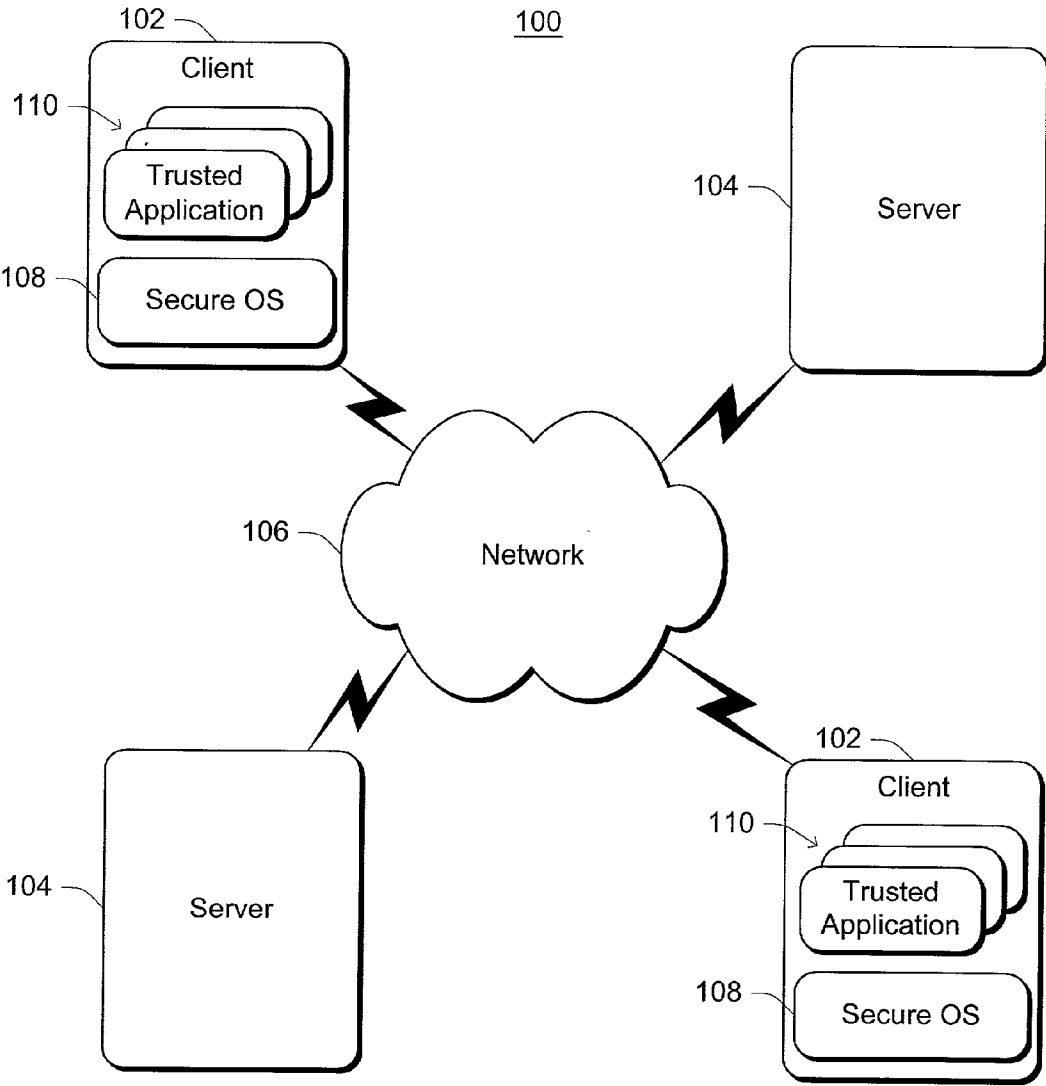 100
102
Client
110
Trusted
Application
108
Secure OS
104
Server
106
Network
104
Server
102
Client
110
Trusted
Application
108
Secure OS